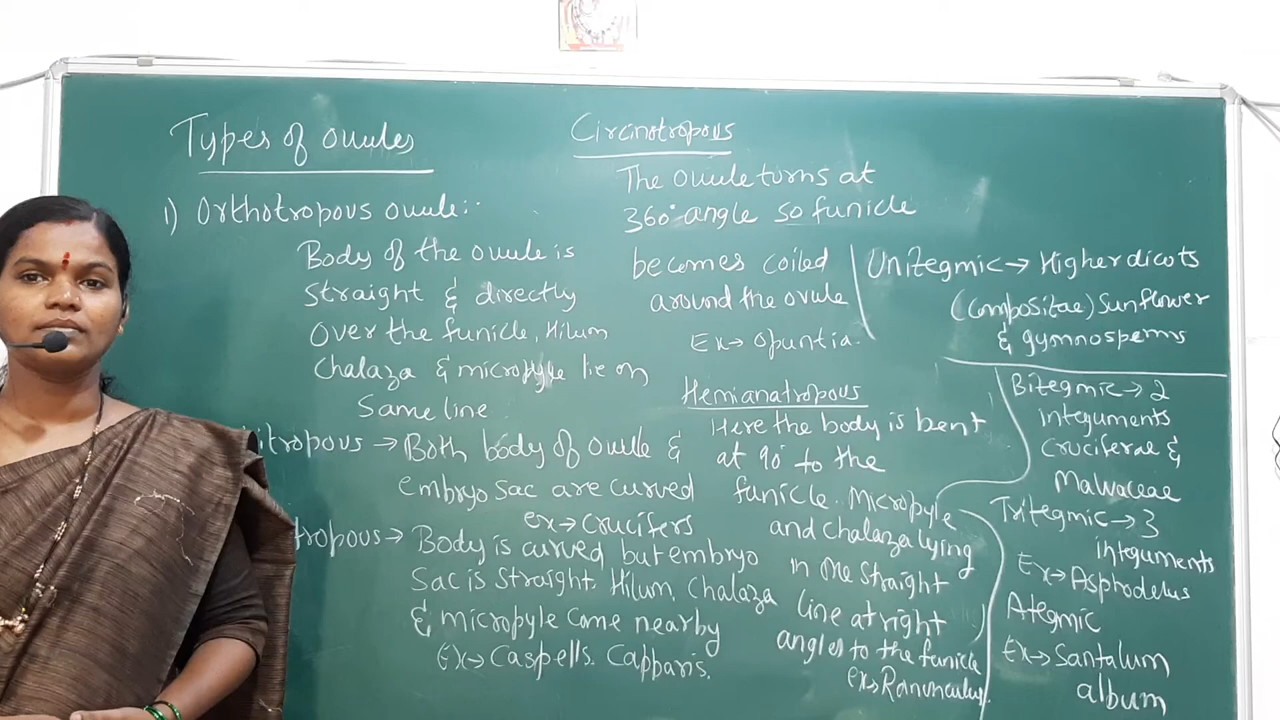 Types of ovules
1) Orthotropous ovule:-
Body of the ovule is
straight & directly
over the funicle, Hilum
Chalaza & micropyle lie on
Same line.
itropous → Both body of ovule &
embryo sac are curved
ex→ crucifers
tropous → Body is curved but embryo
Sac is straight. Hilum, Chalaza
& micropyle come nearby
Ex→ Caspells. Capparis.
Circinotropous
The ovule turns at
360° angle so funicle
becomes coiled
around the ovule
Ex→ opuntia.
Hemianatropous
Here the body is bent
at 90° to the
funicle. Micropyle
and chalaza lying
in one straight
line at right
angles to the funicle
ex→ Ranunculus.
Unitegmic → Higher dicots
(compositae) Sunflower
& gymnosperms
Bitegmic → 2
integuments
Cruciferae &
Malvaceae
Tritegmic → 3
integuments
Ex→ Asphodelus
Ategmic
Ex→ Santalum
album